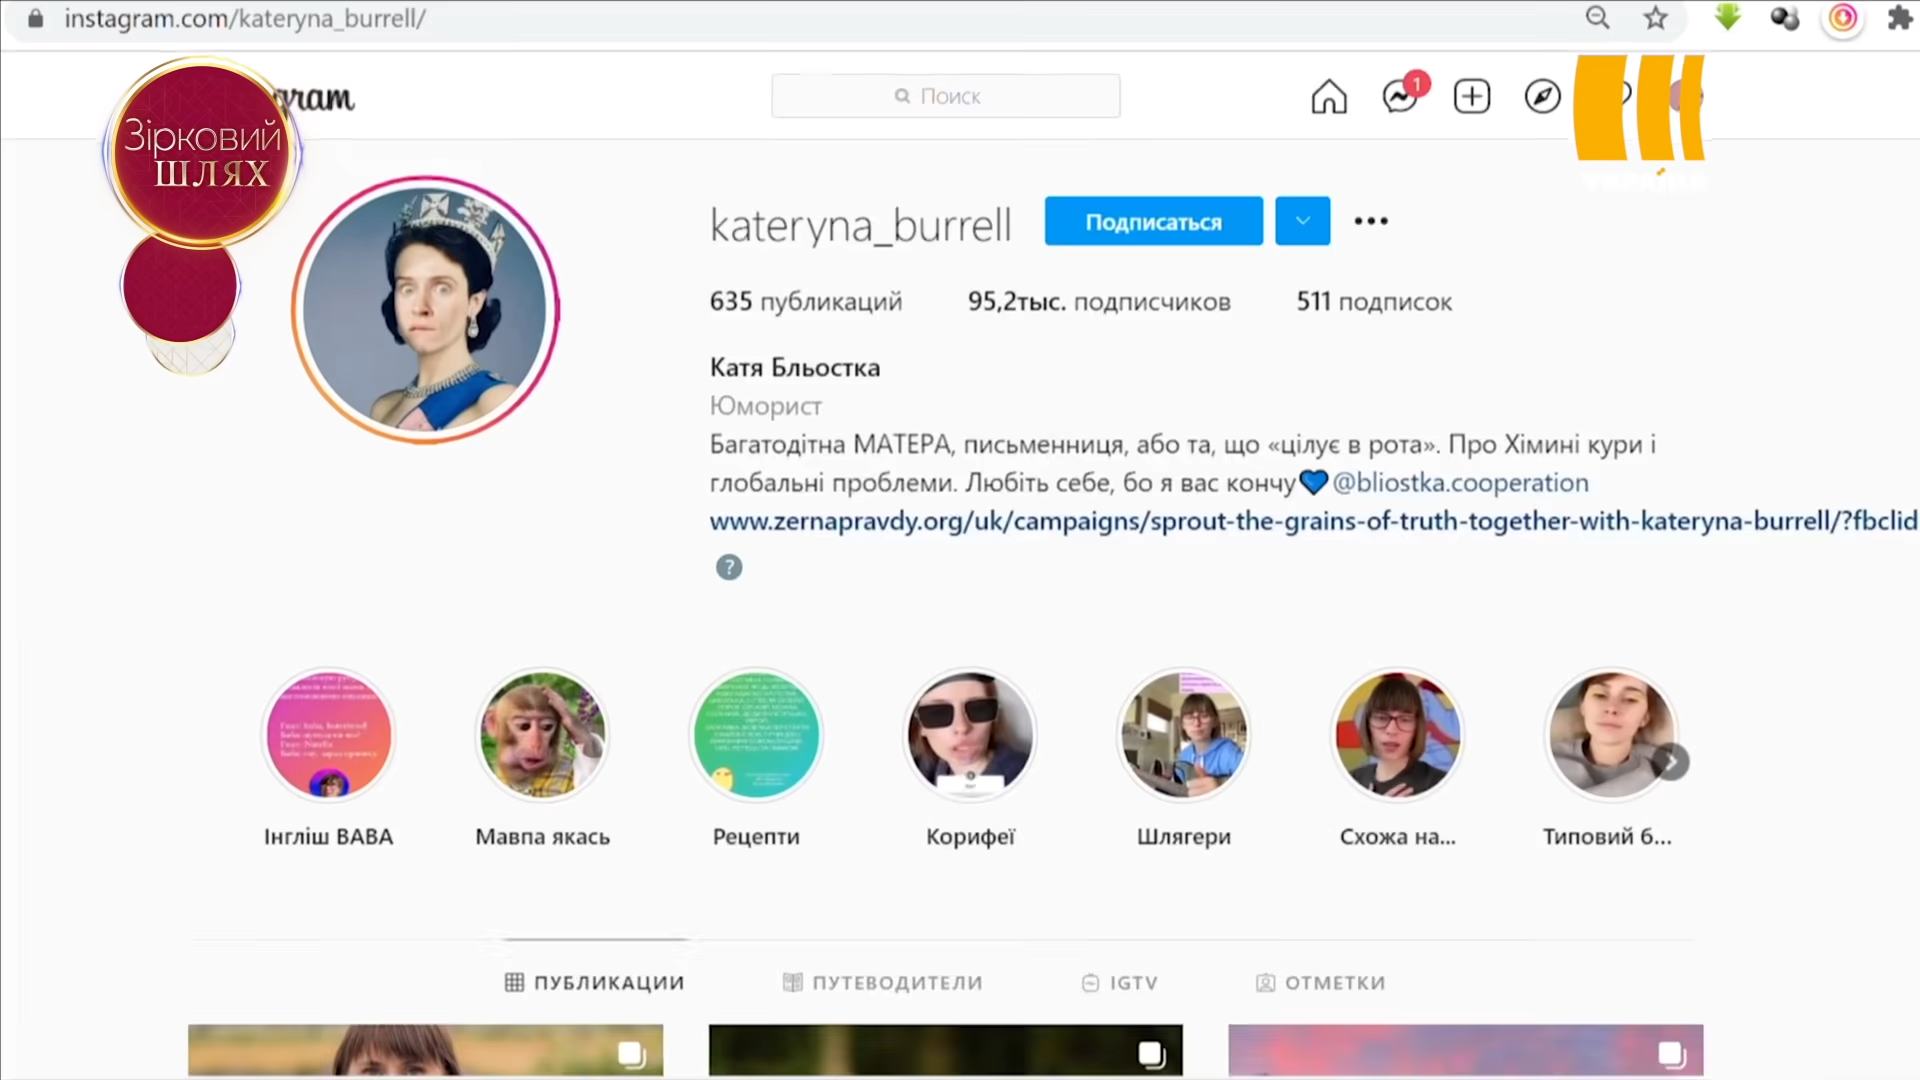 instagram.com/kateryna_burrell/
gram
Поиск
1
Зірковий
ШЛЯХ
kateryna_burrell
Подписаться
635 публикаций 95,2тыс. подписчиков 511 подписок
Катя Бльостка
Юморист
Багатодітна МАТЕРА, письменниця, або та, що «цілує в рота». Про Хімині кури і
глобальні проблеми. Любіть себе, бо я вас кончу💙@bliostka.cooperation
www.zernapravdy.org/uk/campaigns/sprout-the-grains-of-truth-together-with-kateryna-burrell/?fbclid
?
Інгліш ВАВА Мавпа якась Рецепти Корифеї Шлягери Схожа на... Типовий б...
ПУБЛИКАЦИИ ПУТЕВОДИТЕЛИ IGTV ОТМЕТКИ